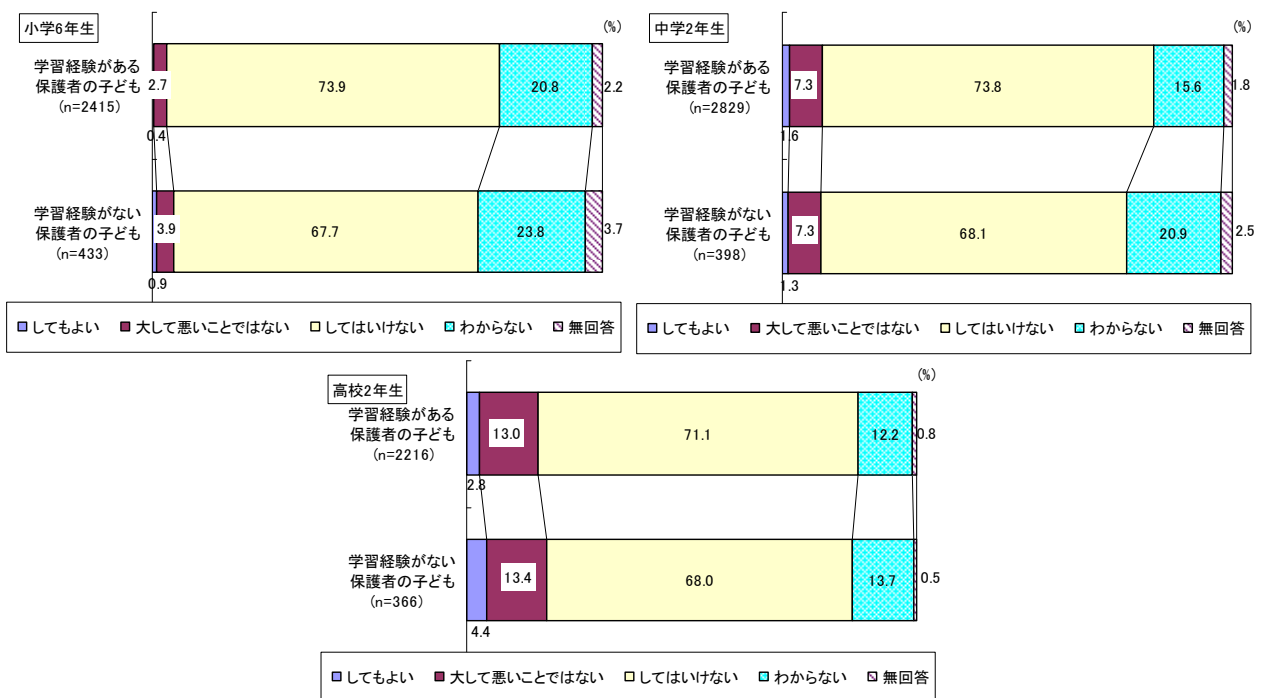 小学6年生
(%)
学習経験がある
保護者の子ども
(n=2415)
2.7
73.9
20.8
2.2
0.4
学習経験がない
保護者の子ども
(n=433)
3.9
67.7
23.8
3.7
0.9
してもよい 大して悪いことではない してはいけない わからない 無回答
中学2年生
(%)
学習経験がある
保護者の子ども
(n=2829)
7.3
73.8
15.6
1.8
1.6
学習経験がない
保護者の子ども
(n=398)
7.3
68.1
20.9
2.5
1.3
してもよい 大して悪いことではない してはいけない わからない 無回答
高校2年生
(%)
学習経験がある
保護者の子ども
(n=2216)
13.0
71.1
12.2
0.8
2.8
学習経験がない
保護者の子ども
(n=366)
13.4
68.0
13.7
0.5
4.4
してもよい 大して悪いことではない してはいけない わからない 無回答